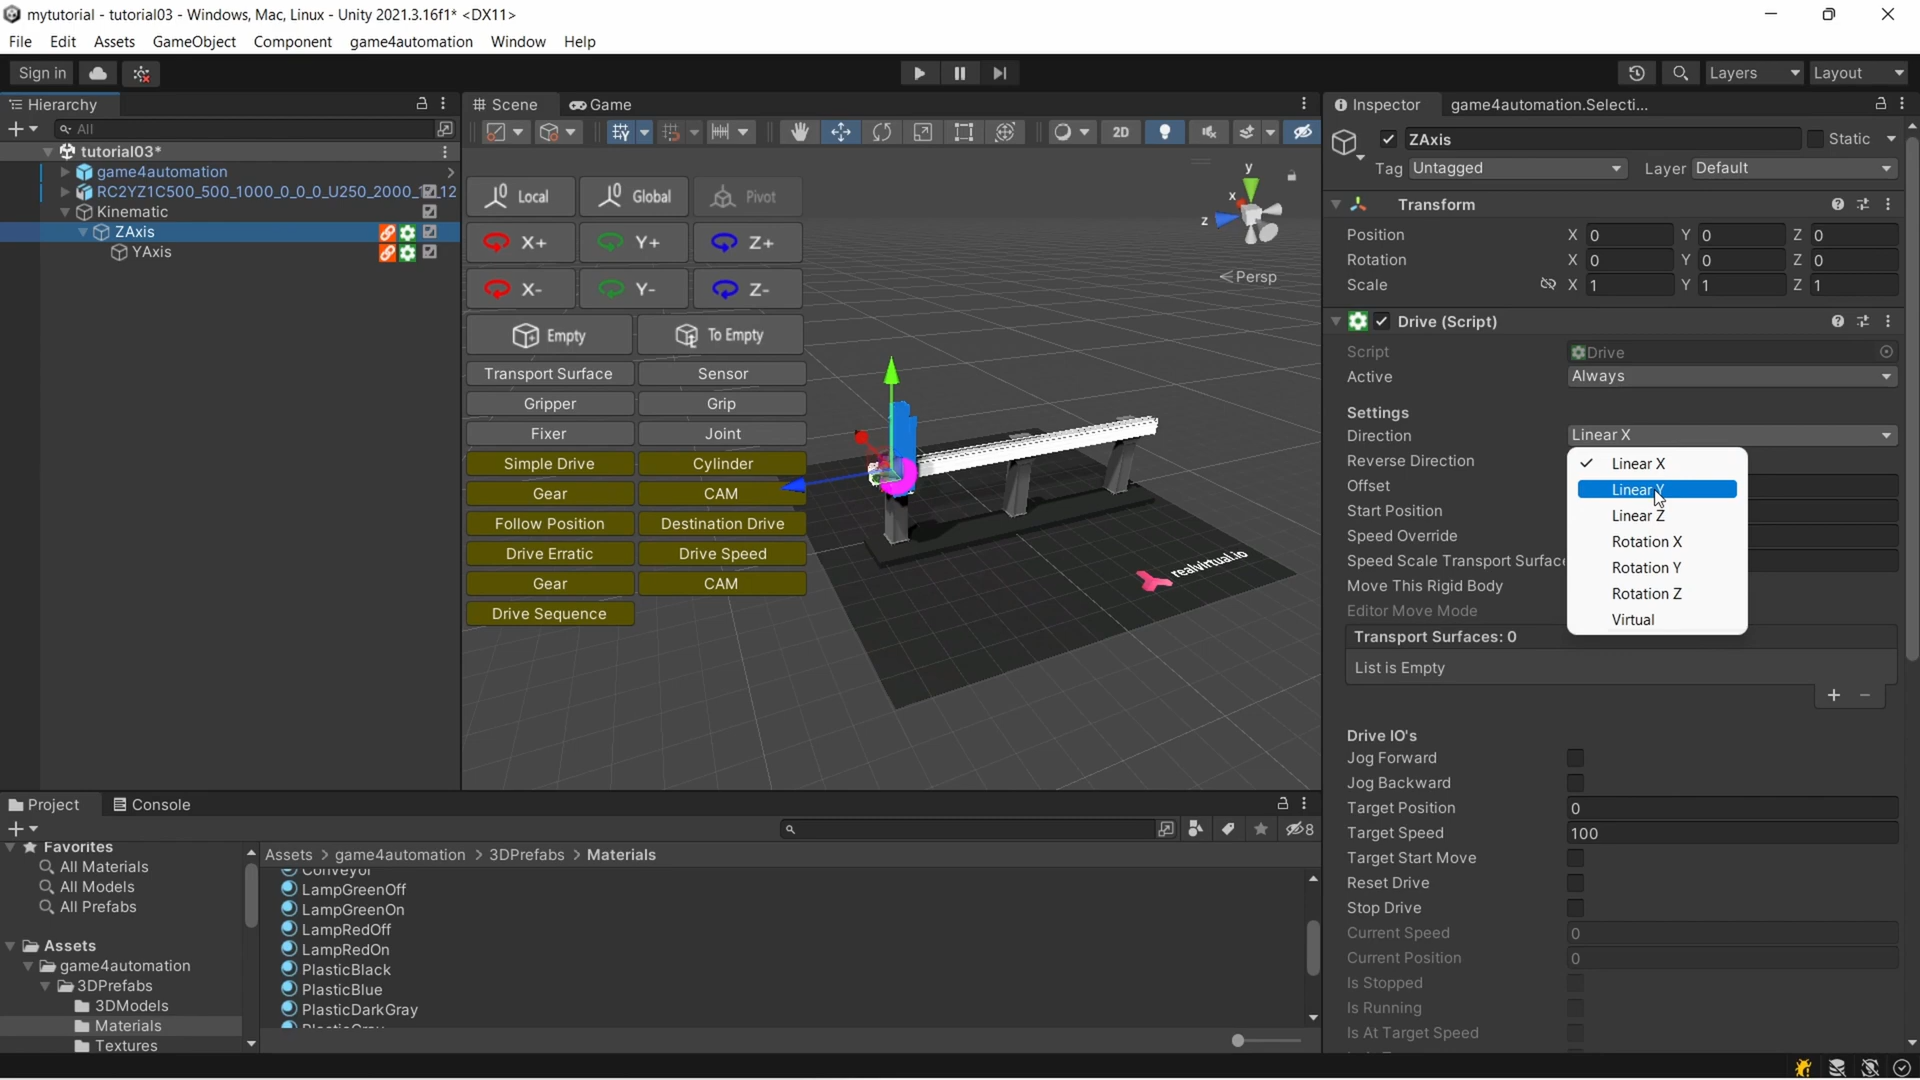 mytutorial - tutorial03 - Windows, Mac, Linux - Unity 2021.3.16f1* <DX11>
File Edit Assets GameObject Component game4automation Window Help
Sign in
Layers
Layout
Hierarchy
Scene
Game
Inspector
game4automation.Selecti...
All
2D
ZAxis
Static
tutorial03*
Tag Untagged
Layer Default
game4automation
RC2YZ1C500_500_1000_0_0_0_U250_2000_
Kinematic
ZAxis
YAxis
Local
Global
Pivot
X+
Y+
Z+
X-
Y-
Z-
Empty
To Empty
Transport Surface
Sensor
Gripper
Grip
Fixer
Joint
Simple Drive
Cylinder
Gear
CAM
Follow Position
Destination Drive
Drive Erratic
Drive Speed
Gear
CAM
Drive Sequence
y
x
z
<Persp
realvirtual.io
Transform
Position X 0 Y 0 Z 0
Rotation X 0 Y 0 Z 0
Scale X 1 Y 1 Z 1
Drive (Script)
Script Drive
Active Always
Settings
Direction Linear X
Reverse Direction
Offset
Start Position
Speed Override
Speed Scale Transport Surface
Move This Rigid Body
Editor Move Mode
Linear X
Linear Y
Linear Z
Rotation X
Rotation Y
Rotation Z
Virtual
Transport Surfaces: 0
List is Empty
Drive IO's
Jog Forward
Jog Backward
Target Position 0
Target Speed 100
Target Start Move
Reset Drive
Stop Drive
Current Speed 0
Current Position 0
Is Stopped
Is Running
Is At Target Speed
Project
Console
8
Favorites
All Materials
All Models
All Prefabs
Assets
game4automation
3DPrefabs
3DModels
Materials
Textures
Assets > game4automation > 3DPrefabs > Materials
Conveyor
LampGreenOff
LampGreenOn
LampRedOff
LampRedOn
PlasticBlack
PlasticBlue
PlasticDarkGray